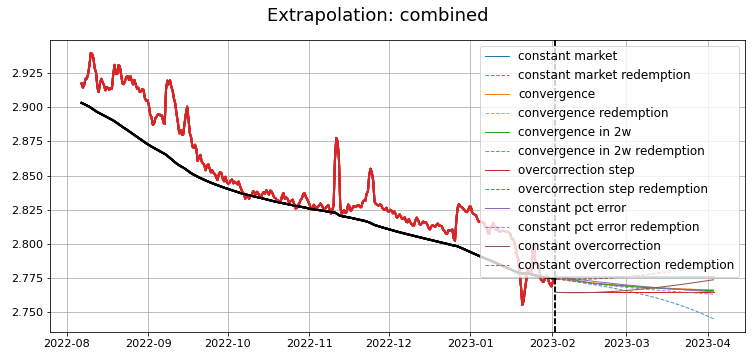 Extrapolation: combined
constant market
constant market redemption
convergence
convergence redemption
convergence in 2w
convergence in 2w redemption
overcorrection step
overcorrection step redemption
constant pct error
constant pct error redemption
constant overcorrection
constant overcorrection redemption
2.925
2.900
2.875
2.850
2.825
2.800
2.775
2.750
2022-08 2022-09 2022-10 2022-11 2022-12 2023-01 2023-02 2023-03 2023-04